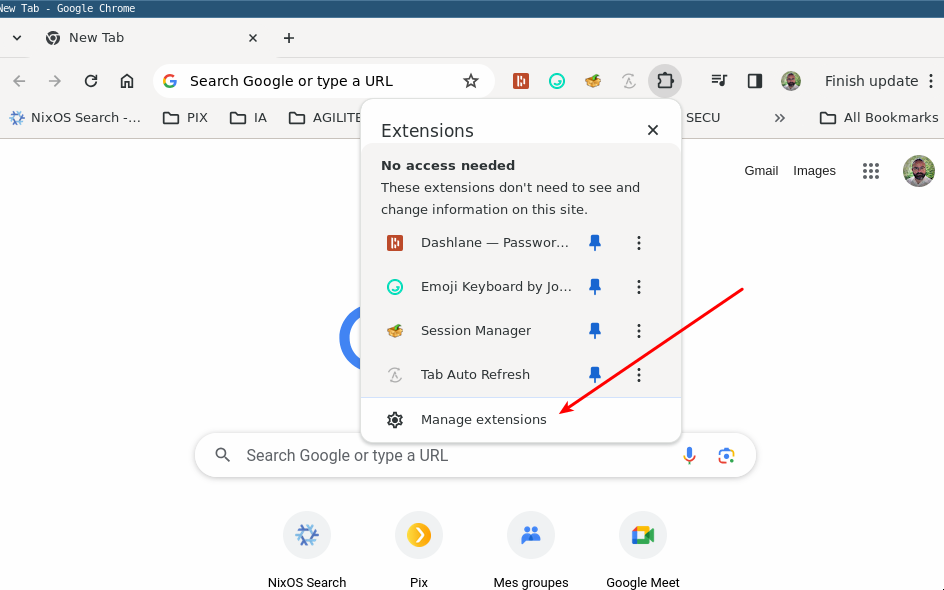 New Tab - Google Chrome
New Tab
Search Google or type a URL
Finish update
NixOS Search -...
PIX
IA
AGILITE
SECU
All Bookmarks
Extensions
No access needed
These extensions don't need to see and
change information on this site.
Dashlane — Passwor...
Emoji Keyboard by Jo...
Session Manager
Tab Auto Refresh
Manage extensions
Gmail
Images
Search Google or type a URL
NixOS Search
Pix
Mes groupes
Google Meet